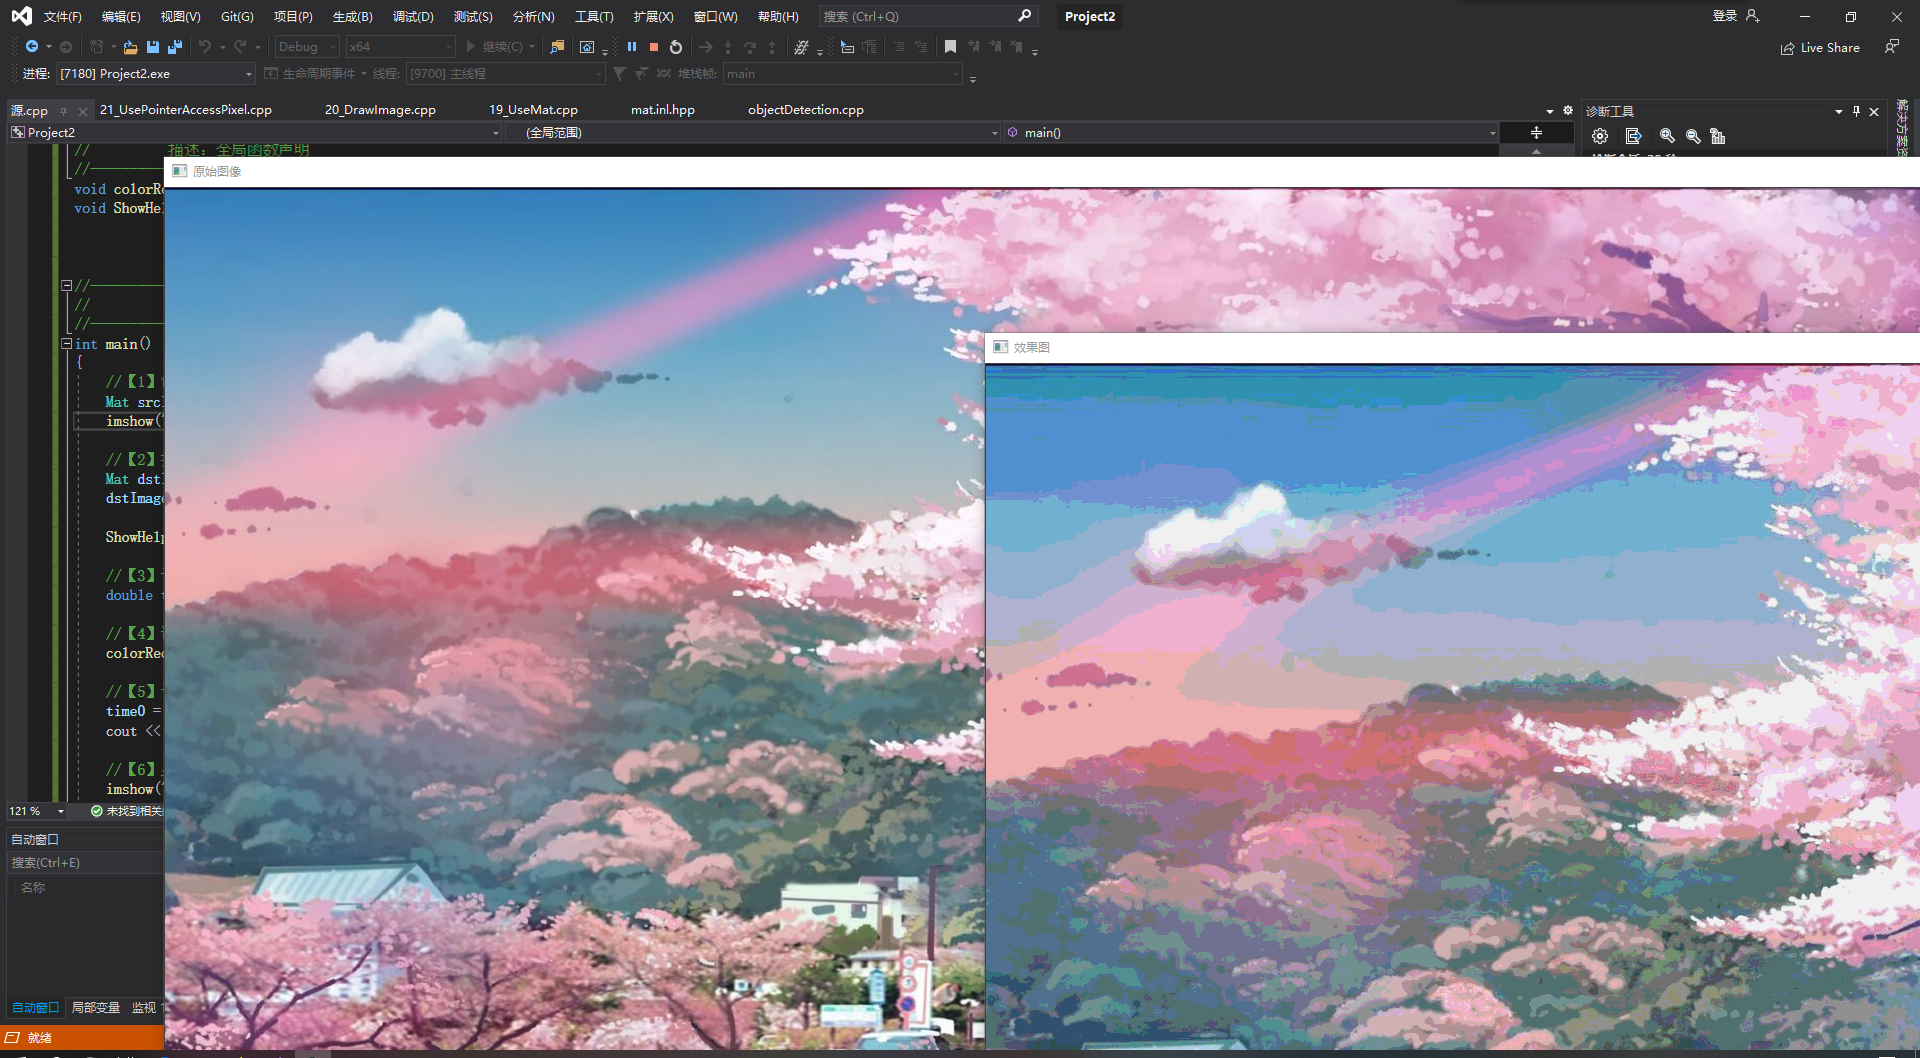 文件(F) 编辑(E) 视图(V) Git(G) 项目(P) 生成(B) 调试(D) 测试(S) 分析(N) 工具(T) 扩展(X) 窗口(W) 帮助(H) 搜索 (Ctrl+Q) Project2 登录
Debug x64 继续(C) Live Share
进程: [7180] Project2.exe 生命周期事件 线程: [9700] 主线程 堆栈帧: main
源.cpp 21_UsePointerAccessPixel.cpp 20_DrawImage.cpp 19_UseMat.cpp mat.inl.hpp objectDetection.cpp 诊断工具
Project2 (全局范围) main()
// 描述：全局函数声明
//
原始图像
void colorRe
void ShowHel
//
//
//
效果图
int main()
{
//【1】
Mat src
imshow(
//【2】
Mat dst
dstImage
ShowHelp
//【3】
double
//【4】
colorRed
//【5】
time0 =
cout <<
//【6】
imshow(
121 % 未找到相关
自动窗口
搜索(Ctrl+E)
名称
自动窗口 局部变量 监视
就绪